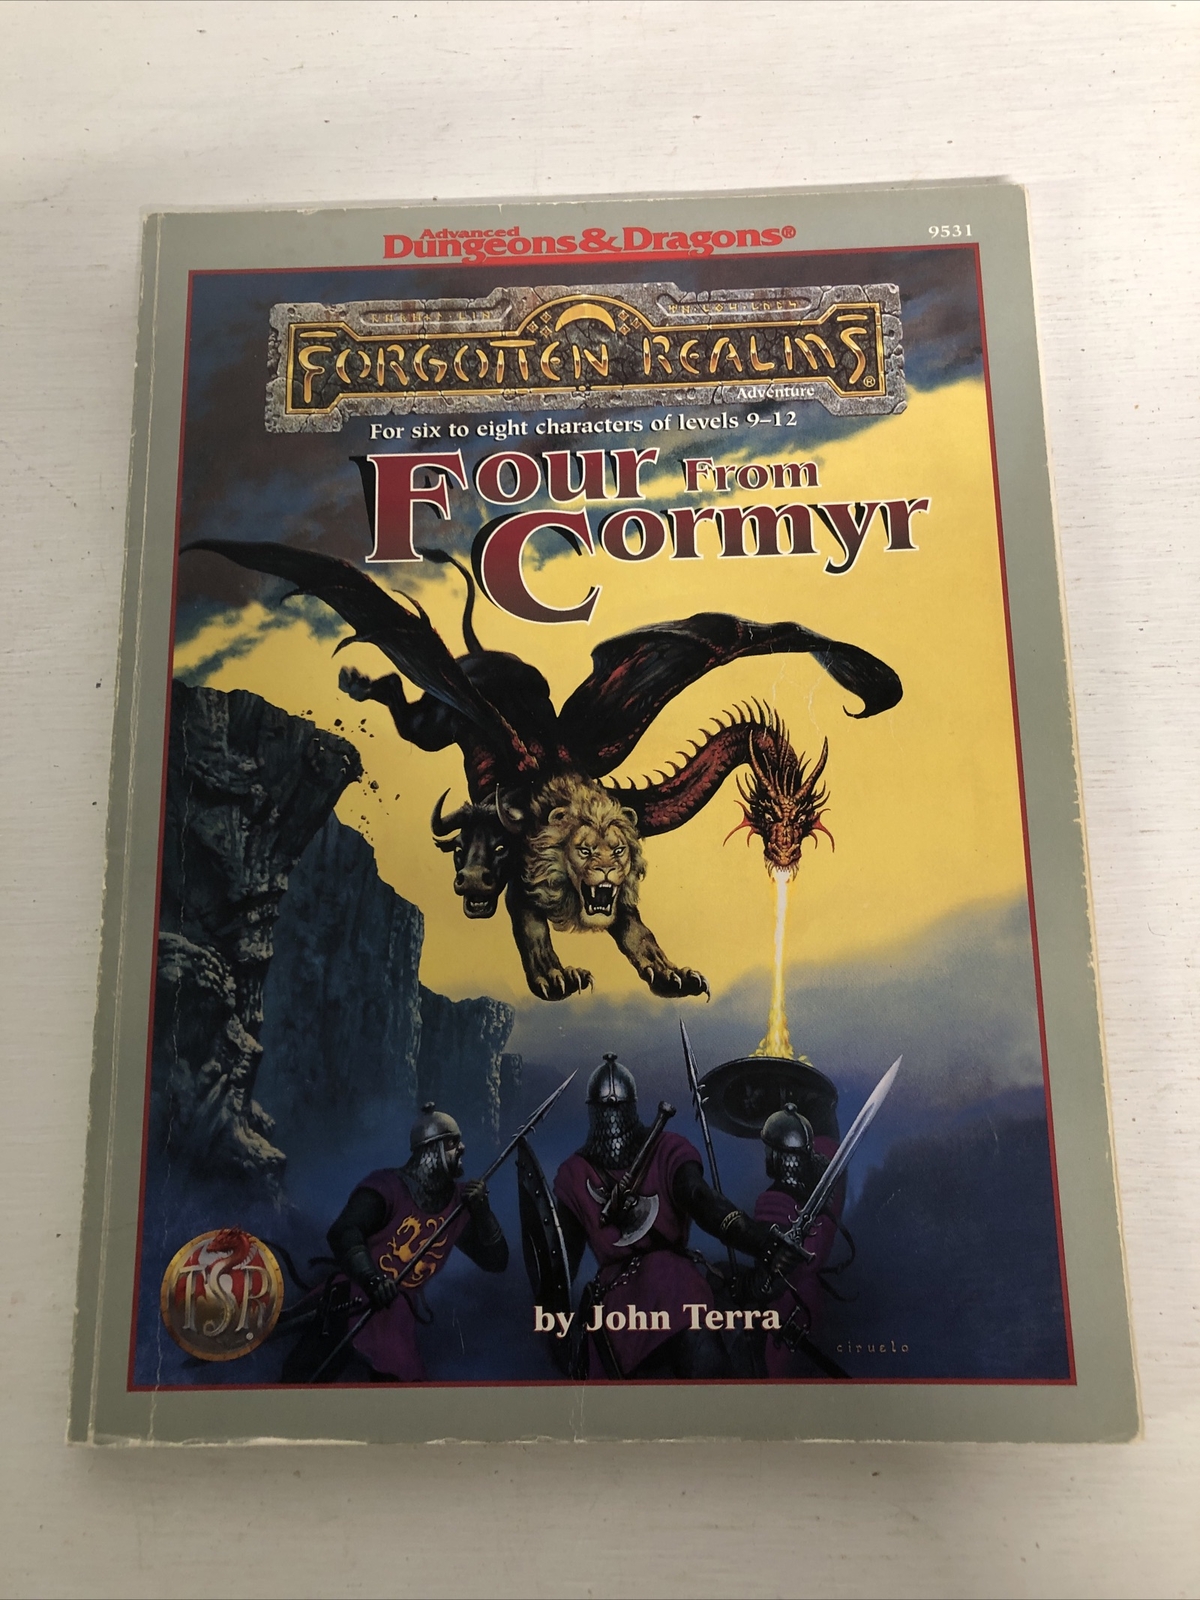 Advanced
Dungeons&Dragons®
9531
FORGOTTEN REALMS®
Adventure
For six to eight characters of levels 9–12
Four From
Cormyr
TSR
by John Terra
ciruelo